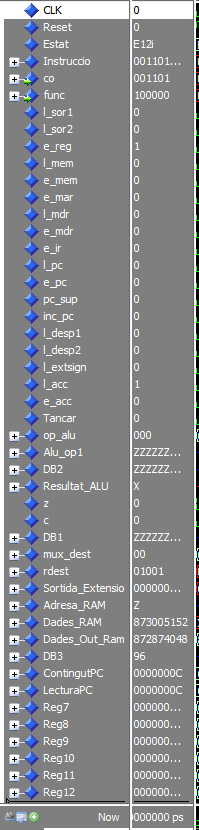 CLK 0
Reset 0
Estat E12i
Instruccio 001101...
co 001101
func 100000
l_sor1 0
l_sor2 0
e_reg 1
l_mem 0
e_mem 0
e_mar 0
l_mdr 0
e_mdr 0
e_ir 0
l_pc 0
e_pc 0
pc_sup 0
inc_pc 0
l_desp1 0
l_desp2 0
l_extsign 0
l_acc 1
e_acc 0
Tancar 0
op_alu 000
Alu_op1 ZZZZZZ...
DB2 ZZZZZZ...
Resultat_ALU X
z 0
c 0
DB1 ZZZZZZ...
mux_dest 00
rdest 01001
Sortida_Extensio 000000...
Adresa_RAM Z
Dades_RAM 873005152
Dades_Out_Ram 872874048
DB3 96
ContingutPC 0000000C
LecturaPC 0000000C
Reg7 000000...
Reg8 000000...
Reg9 000000...
Reg10 000000...
Reg11 000000...
Reg12 000000...
Now 000000 ps